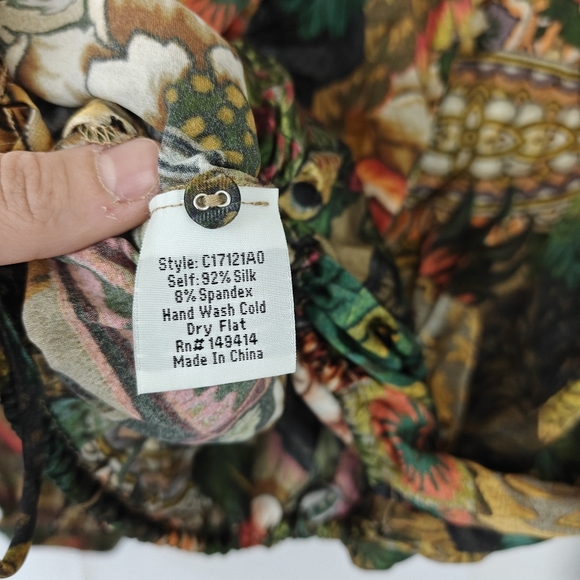 Style: C17121A0
Self: 92% Silk
8% Spandex
Hand Wash Cold
Dry Flat
Rn# 149414
Made In China